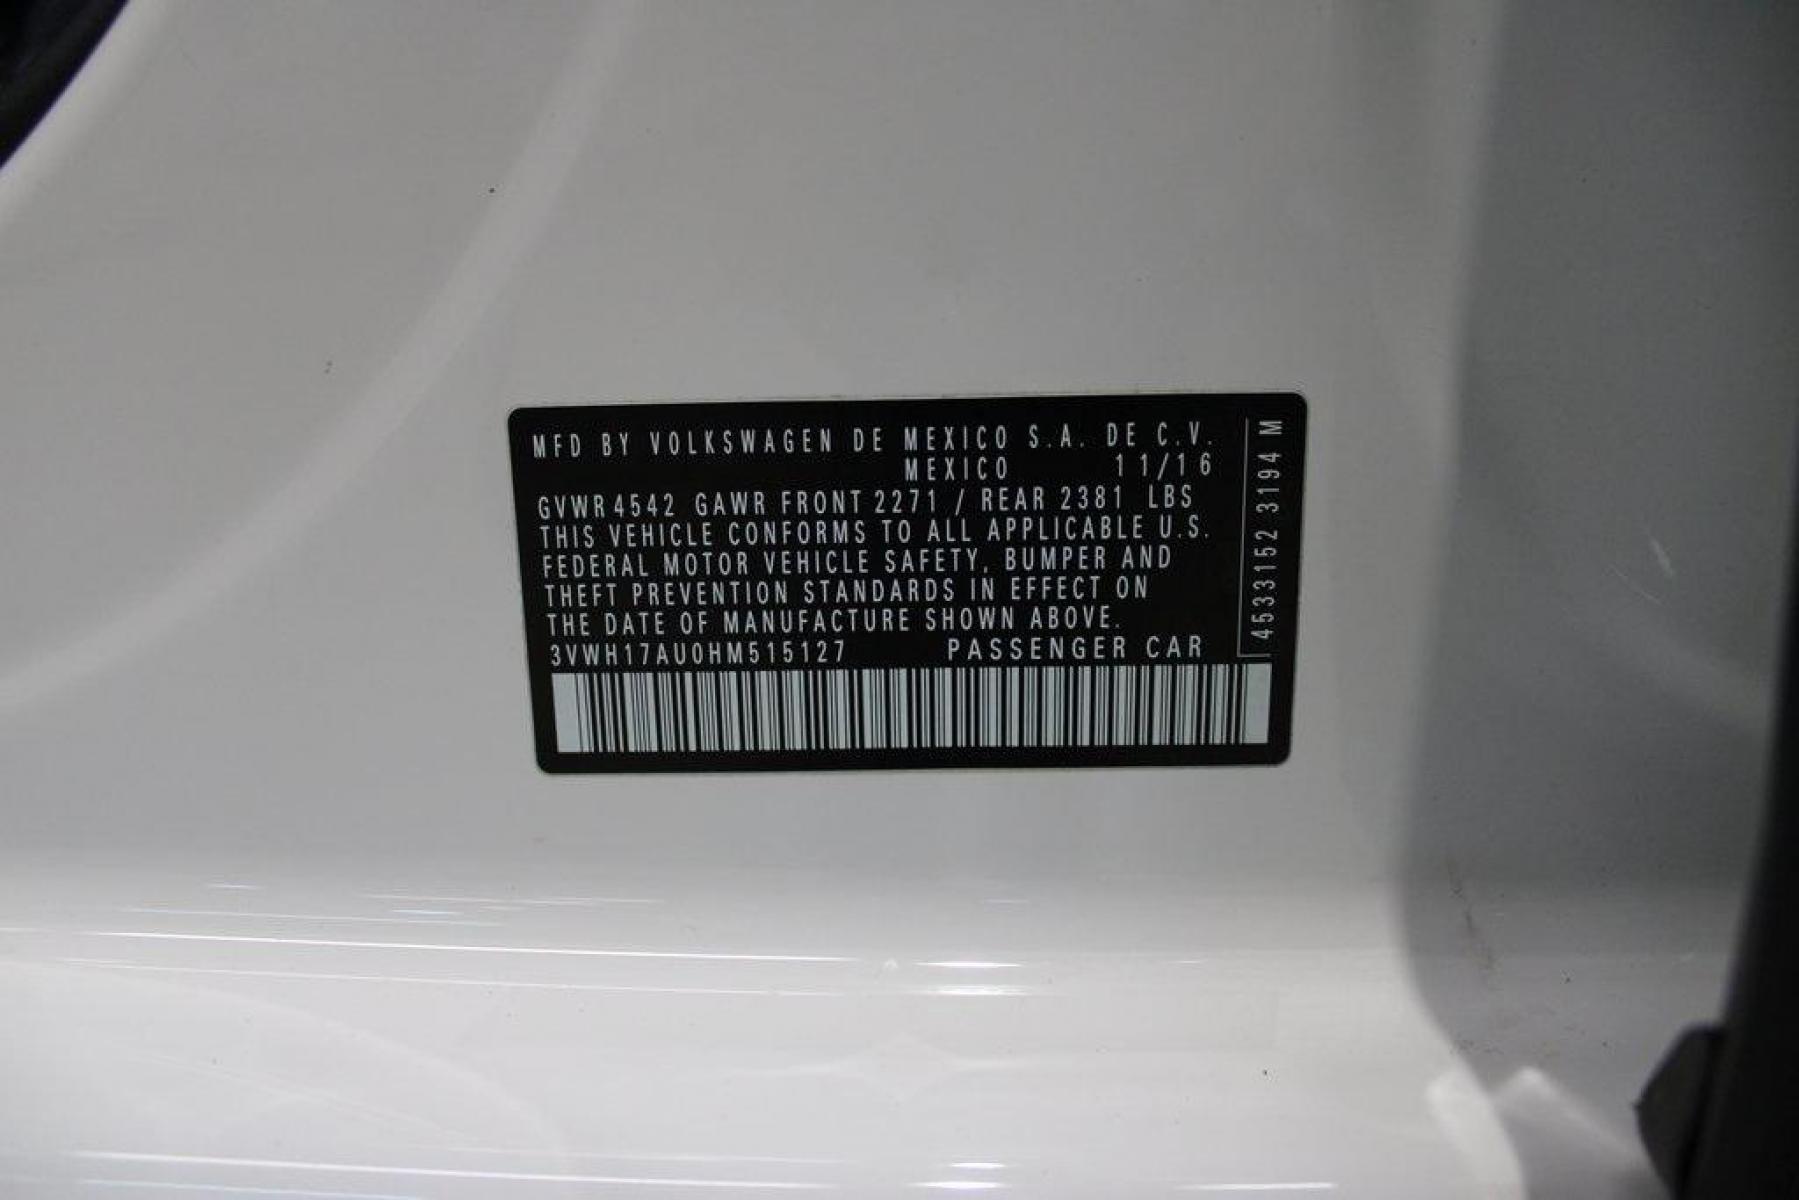 MFD BY VOLKSWAGEN DE MEXICO S.A. DE C.V.
MEXICO 11/16
GVWR 4542 GAWR FRONT 2271 / REAR 2381 LBS
THIS VEHICLE CONFORMS TO ALL APPLICABLE U.S.
FEDERAL MOTOR VEHICLE SAFETY, BUMPER AND
THEFT PREVENTION STANDARDS IN EFFECT ON
THE DATE OF MANUFACTURE SHOWN ABOVE.
3VWH17AU0HM515127 PASSENGER CAR
4533152 3194 M